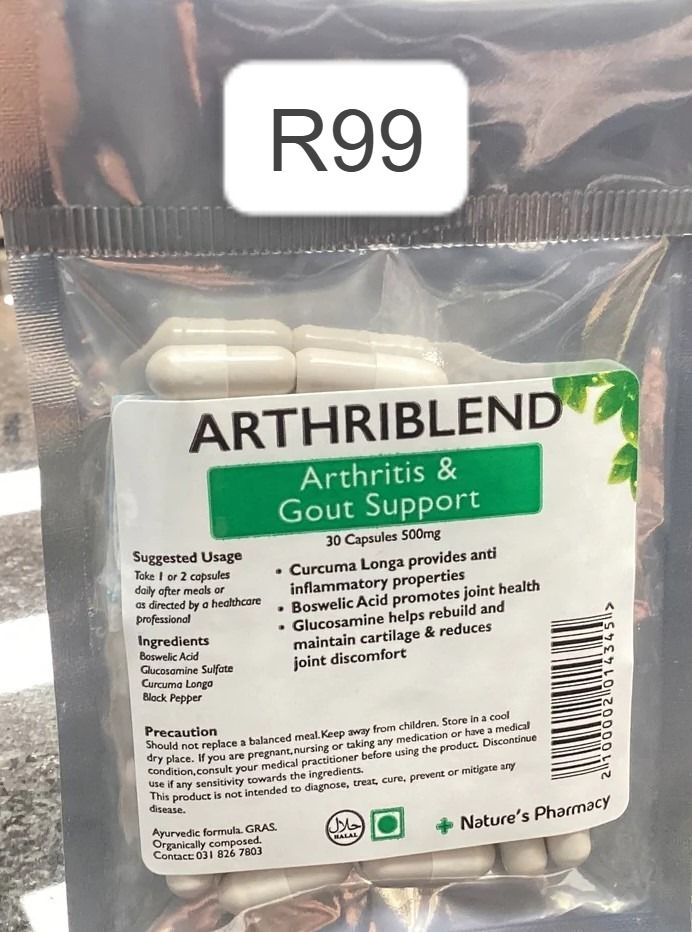 R99
ARTHRIBLEND
Arthritis &
Gout Support
30 Capsules 500mg
Suggested Usage
Take 1 or 2 capsules
daily after meals or
as directed by a healthcare
professional
Ingredients
Boswelic Acid
Glucosamine Sulfate
Curcuma Longa
Black Pepper
• Curcuma Longa provides anti
inflammatory properties
• Boswelic Acid promotes joint health
• Glucosamine helps rebuild and
maintain cartilage & reduces
joint discomfort
Precaution
Should not replace a balanced meal.Keep away from children. Store in a cool
dry place. If you are pregnant,nursing or taking any medication or have a medical
condition,consult your medical practitioner before using the product. Discontinue
use if any sensitivity towards the ingredients.
This product is not intended to diagnose, treat, cure, prevent or mitigate any
disease.
Ayurvedic formula. GRAS.
Organically composed.
Contact: 031 826 7803
حلال
HALAL
Nature's Pharmacy
2 100002 014345 >